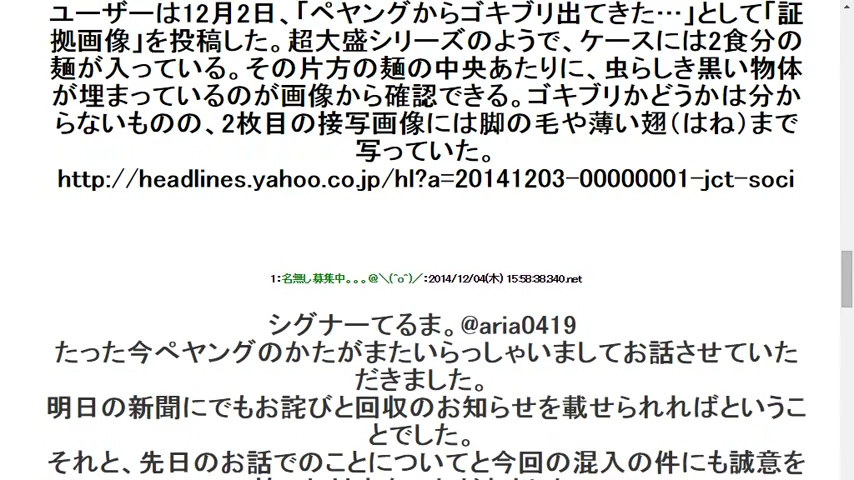 ユーザーは12月2日、「ペヤングからゴキブリ出てきた…」として「証
拠画像」を投稿した。超大盛シリーズのようで、ケースには2食分の
麺が入っている。その片方の麺の中央あたりに、虫らしき黒い物体
が埋まっているのが画像から確認できる。ゴキブリかどうかは分か
らないものの、2枚目の接写画像には脚の毛や薄い翅(はね)まで
写っていた。
http://headlines.yahoo.co.jp/hl?a=20141203-00000001-jct-soci
1:名無し募集中。。。@\(^o^)/:2014/12/04(木) 15:58:38.340.net
シグナーてるま。@aria0419
たった今ペヤングのかたがまたいらっしゃいましてお話させていた
だきました。
明日の新聞にでもお詫びと回収のお知らせを載せられればというこ
とでした。
それと、先日のお話でのことについてと今回の混入の件にも誠意を